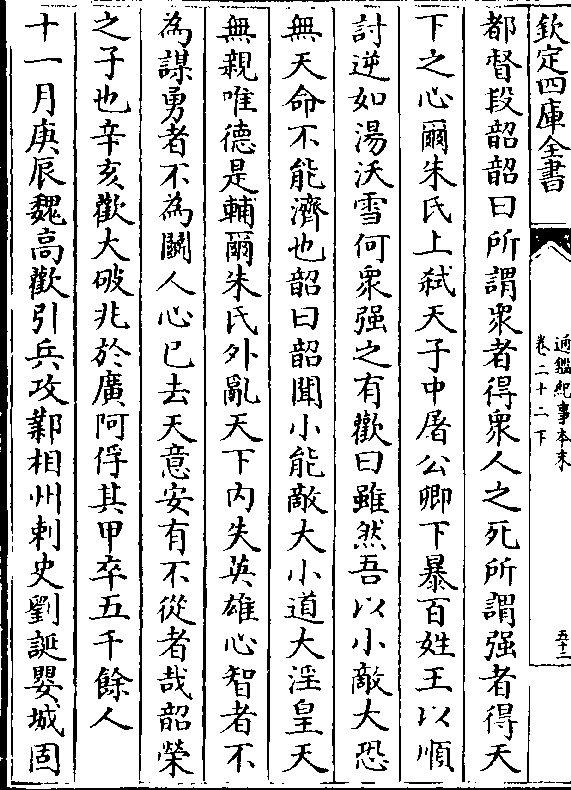 欽定四庫全書
通鑑紀事本末
卷二十二下
五十二
都督段韶韶曰所謂衆者得衆人之死所謂强者得天
下之心爾朱氏上弑天子中屠公卿下暴百姓王以順
討逆如湯沃雪何衆强之有歡曰雖然吾以小敵大恐
無天命不能濟也韶曰韶聞小能敵大小道大淫皇天
無親唯德是輔爾朱氏外亂天下内失英雄心智者不
為謀勇者不為鬭人心已去天意安有不從者哉韶榮
之子也辛亥歡大破兆於廣阿俘其甲卒五千餘人
十一月庚辰魏高歡引兵攻鄴相州刺史劉誕嬰城固